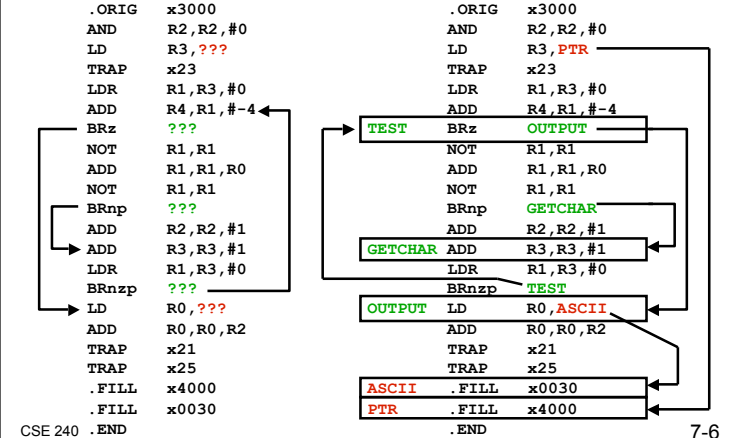 .ORIG x3000
AND R2,R2,#0
LD R3,???
TRAP x23
LDR R1,R3,#0
ADD R4,R1,#-4
BRz ???
NOT R1,R1
ADD R1,R1,R0
NOT R1,R1
BRnp ???
ADD R2,R2,#1
ADD R3,R3,#1
LDR R1,R3,#0
BRnzp ???
LD R0,???
ADD R0,R0,R2
TRAP x21
TRAP x25
.FILL x4000
.FILL x0030
.END
.ORIG x3000
AND R2,R2,#0
LD R3,PTR
TRAP x23
LDR R1,R3,#0
ADD R4,R1,#-4
TEST BRz OUTPUT
NOT R1,R1
ADD R1,R1,R0
NOT R1,R1
BRnp GETCHAR
ADD R2,R2,#1
GETCHAR ADD R3,R3,#1
LDR R1,R3,#0
BRnzp TEST
OUTPUT LD R0,ASCII
ADD R0,R0,R2
TRAP x21
TRAP x25
ASCII .FILL x0030
PTR .FILL x4000
.END
CSE 240
7-6